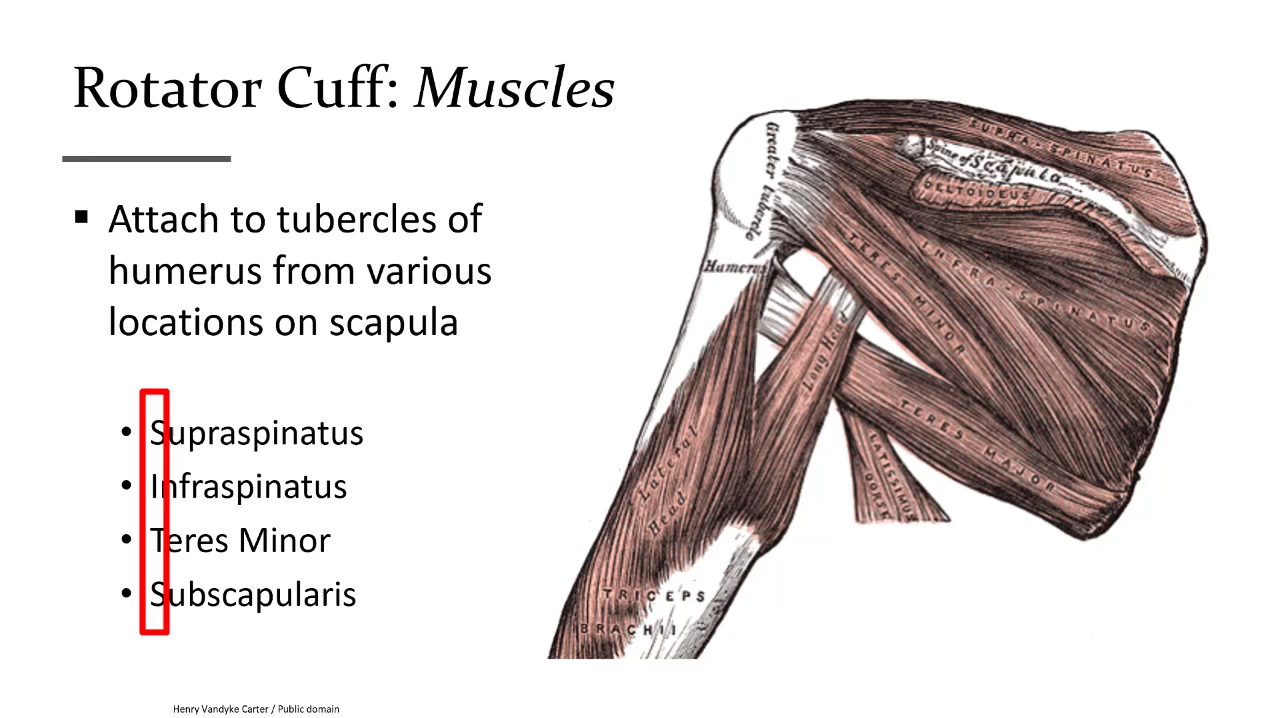 Rotator Cuff: Muscles
▪ Attach to tubercles of
humerus from various
locations on scapula
• Supraspinatus
• Infraspinatus
• Teres Minor
• Subscapularis
SUPRA-SPINATUS
Spine of Scapula
DELTOIDEUS
Greater tubercle
Humerus
TERES MINOR
INFRA-SPINATUS
Long Head
TERES MAJOR
LATISSIMUS
DORSI
Lateral
Head
TRICEPS
BRACHII
Henry Vandyke Carter / Public domain